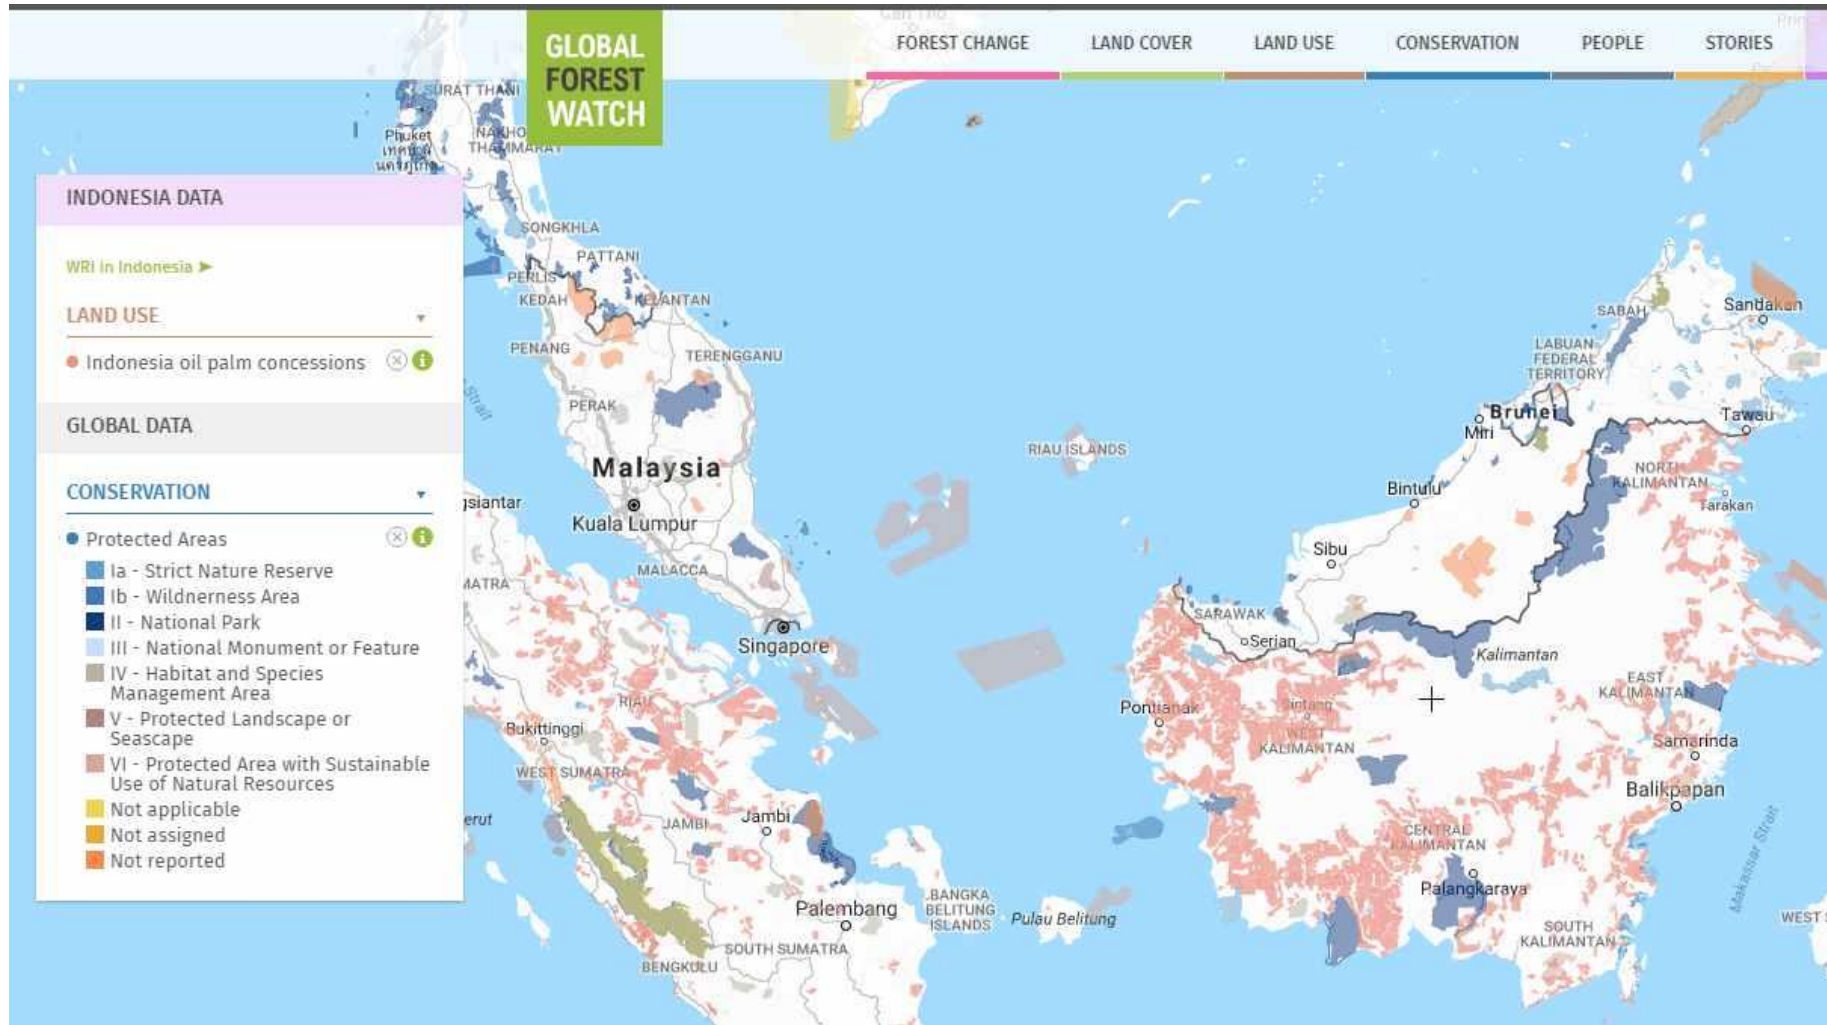 GLOBAL
FOREST
WATCH
FOREST CHANGE
LAND COVER
LAND USE
CONSERVATION
PEOPLE
STORIES
INDONESIA DATA
WRI in Indonesia
LAND USE
Indonesia oil palm concessions
GLOBAL DATA
CONSERVATION
Protected Areas
Ia - Strict Nature Reserve
Ib - Wildnerness Area
II - National Park
III - National Monument or Feature
IV - Habitat and Species
Management Area
V - Protected Landscape or
Seascape
VI - Protected Area with Sustainable
Use of Natural Resources
Not applicable
Not assigned
Not reported
SURAT THANI
Phuket
SONGKHLA
PATTANI
PERLIS
KEDAH
KELANTAN
PENANG
TERENGGANU
PERAK
Malaysia
Kuala Lumpur
MALACCA
Singapore
Strait
RIAU ISLANDS
SABAH
Sandakan
LABUAN
FEDERAL
TERRITORY
Brunei
Miri
Tawau
NORTH
KALIMANTAN
Tarakan
Bintulu
Sibu
SARAWAK
Serian
Kalimantan
EAST
KALIMANTAN
Pontianak
Sintang
WEST
KALIMANTAN
Samarinda
Balikpapan
CENTRAL
KALIMANTAN
Palangkaraya
SOUTH
KALIMANTAN
Makassar Strait
WEST
RIAU
Bukittinggi
WEST SUMATRA
JAMBI
Jambi
Palembang
BANGKA
BELITUNG
ISLANDS
Pulau Belitung
SOUTH SUMATRA
BENGKULU